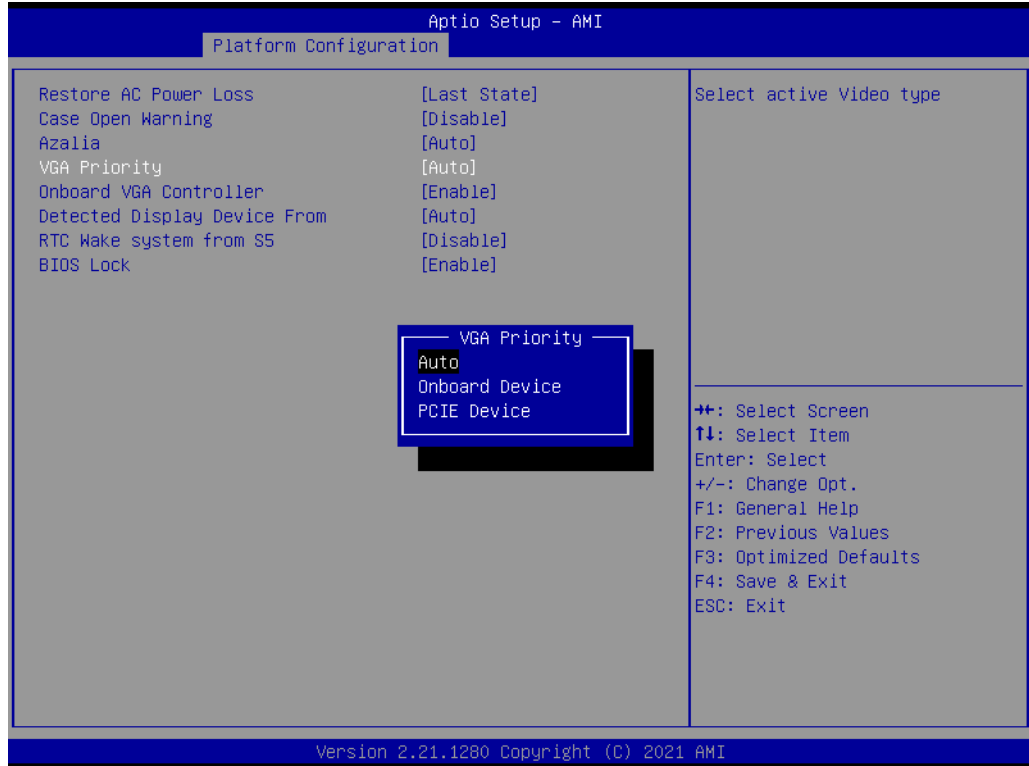 Aptio Setup – AMI
Platform Configuration
Restore AC Power Loss [Last State]
Case Open Warning [Disable]
Azalia [Auto]
VGA Priority [Auto]
Onboard VGA Controller [Enable]
Detected Display Device From [Auto]
RTC Wake system from S5 [Disable]
BIOS Lock [Enable]
VGA Priority
Auto
Onboard Device
PCIE Device
Select active Video type
→←: Select Screen
↑↓: Select Item
Enter: Select
+/-: Change Opt.
F1: General Help
F2: Previous Values
F3: Optimized Defaults
F4: Save & Exit
ESC: Exit
Version 2.21.1280 Copyright (C) 2021 AMI